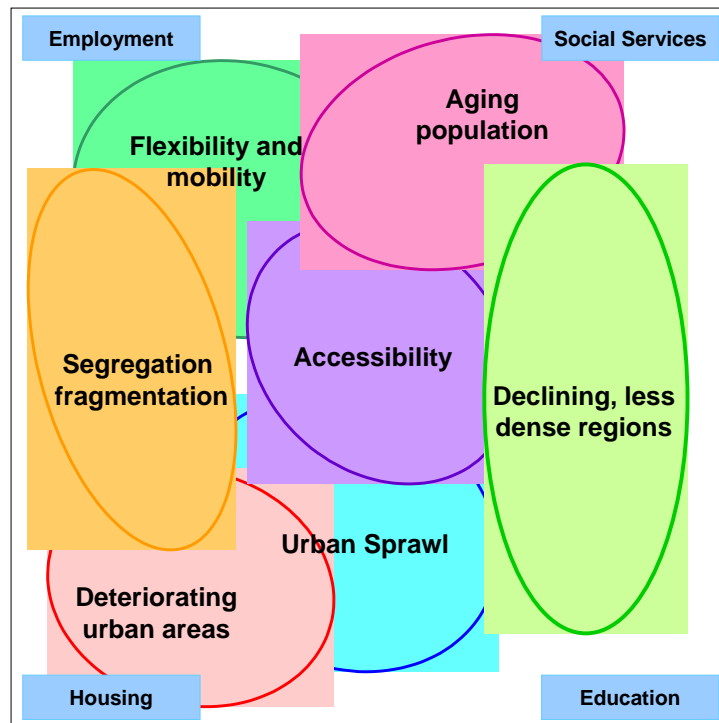 Employment
Social Services
Aging
population
Flexibility and
mobility
Segregation
fragmentation
Accessibility
Declining, less
dense regions
Urban Sprawl
Deteriorating
urban areas
Housing
Education